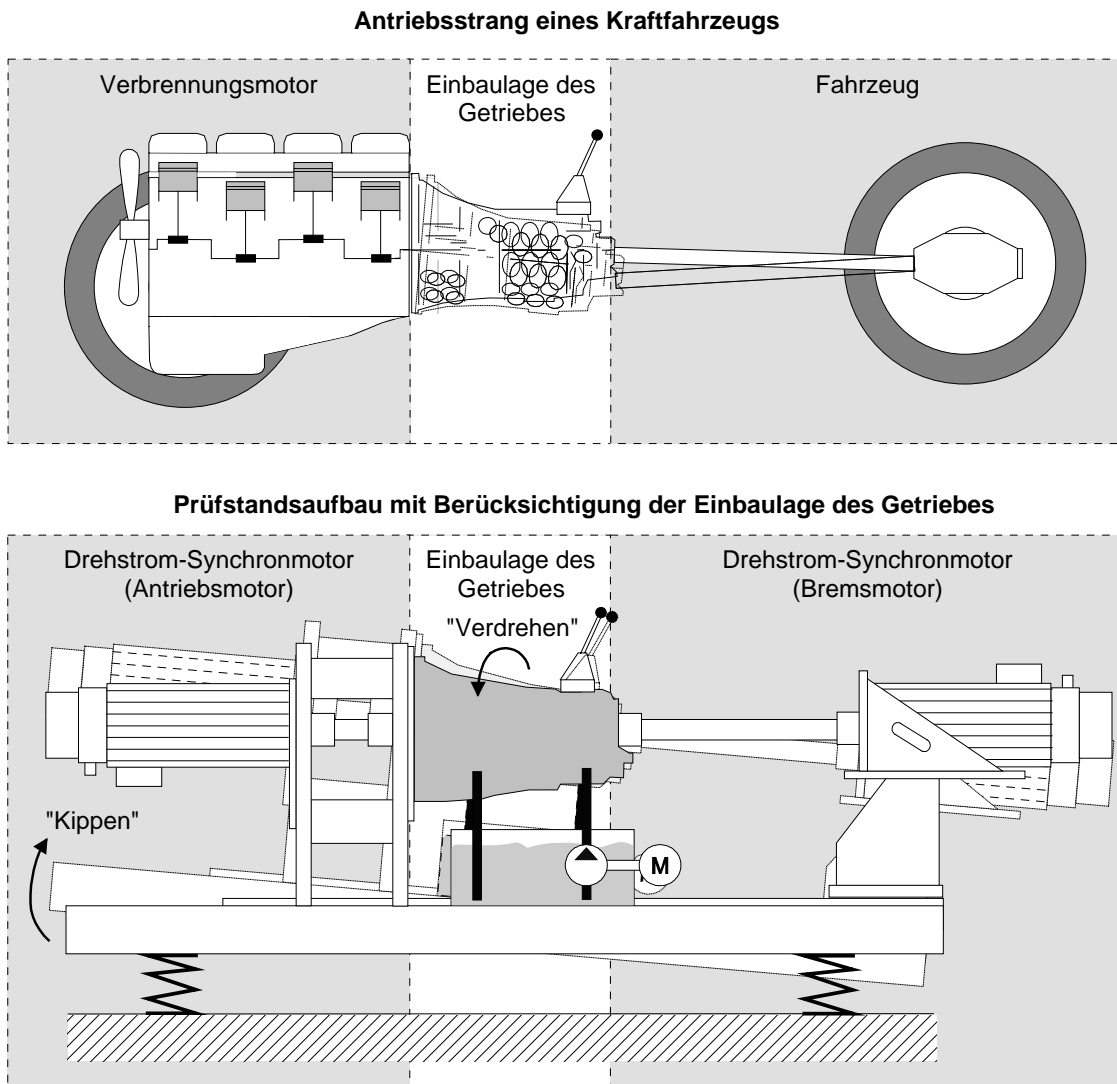 Antriebsstrang eines Kraftfahrzeugs
Verbrennungsmotor
Einbaulage des
Getriebes
Fahrzeug
Prüfstandsaufbau mit Berücksichtigung der Einbaulage des Getriebes
Drehstrom-Synchronmotor
(Antriebsmotor)
Einbaulage des
Getriebes
Drehstrom-Synchronmotor
(Bremsmotor)
"Verdrehen"
"Kippen"
M